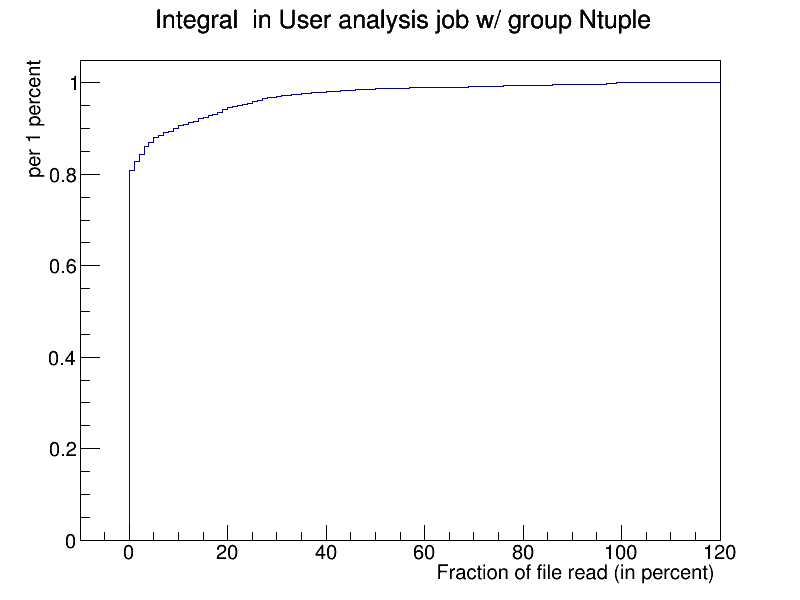 Integral  in User analysis job w/ group Ntuple
per 1 percent
1
0.8
0.6
0.4
0.2
0
0 20 40 60 80 100 120
Fraction of file read (in percent)